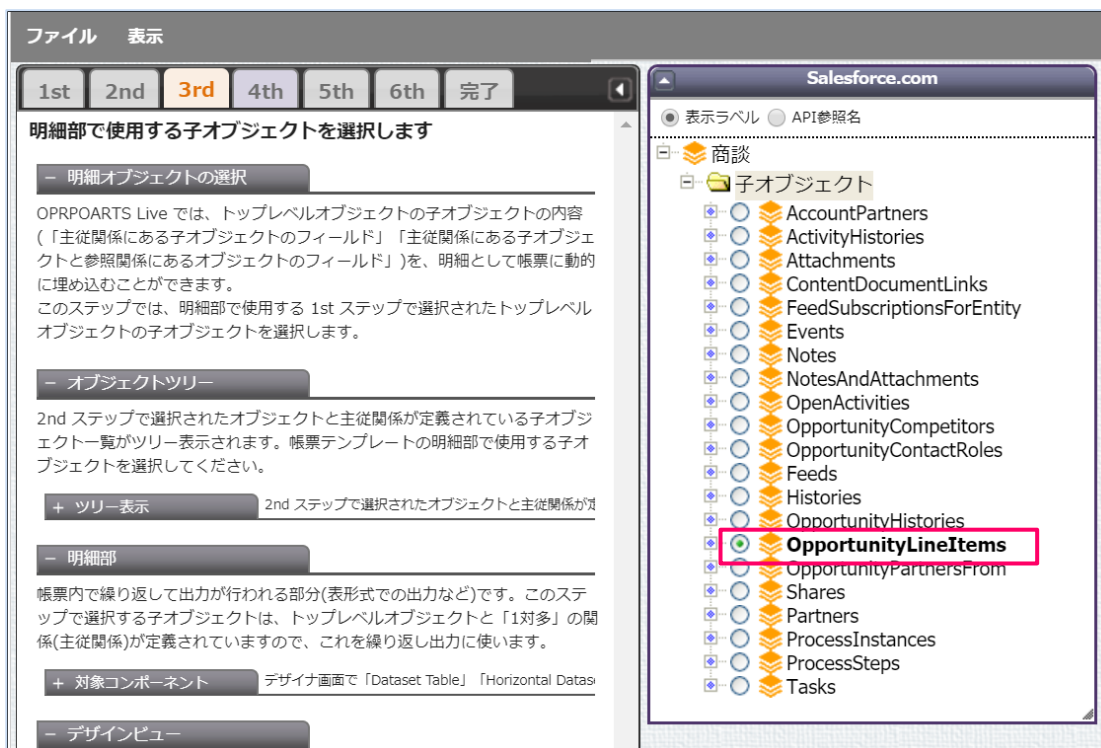 ファイル 表示
1st 2nd 3rd 4th 5th 6th 完了
明細部で使用する子オブジェクトを選択します
－ 明細オブジェクトの選択
OPRPOARTS Live では、トップレベルオブジェクトの子オブジェクトの内容
(「主従関係にある子オブジェクトのフィールド」「主従関係にある子オブジェ
クトと参照関係にあるオブジェクトのフィールド」)を、明細として帳票に動的
に埋め込むことができます。
このステップでは、明細部で使用する 1st ステップで選択されたトップレベル
オブジェクトの子オブジェクトを選択します。
－ オブジェクトツリー
2nd ステップで選択されたオブジェクトと主従関係が定義されている子オブジ
ェクト一覧がツリー表示されます。帳票テンプレートの明細部で使用する子オ
ブジェクトを選択してください。
+ ツリー表示 2nd ステップで選択されたオブジェクトと主従関係が定
－ 明細部
帳票内で繰り返して出力が行われる部分(表形式での出力など)です。このステ
ップで選択する子オブジェクトは、トップレベルオブジェクトと「1対多」の関
係(主従関係)が定義されていますので、これを繰り返し出力に使います。
+ 対象コンポーネント デザイナ画面で「Dataset Table」「Horizontal Datas
－ デザインビュー
Salesforce.com
表示ラベル API参照名
商談
子オブジェクト
AccountPartners
ActivityHistories
Attachments
ContentDocumentLinks
FeedSubscriptionsForEntity
Events
Notes
NotesAndAttachments
OpenActivities
OpportunityCompetitors
OpportunityContactRoles
Feeds
Histories
OpportunityHistories
OpportunityLineItems
OpportunityPartnersFrom
Shares
Partners
ProcessInstances
ProcessSteps
Tasks